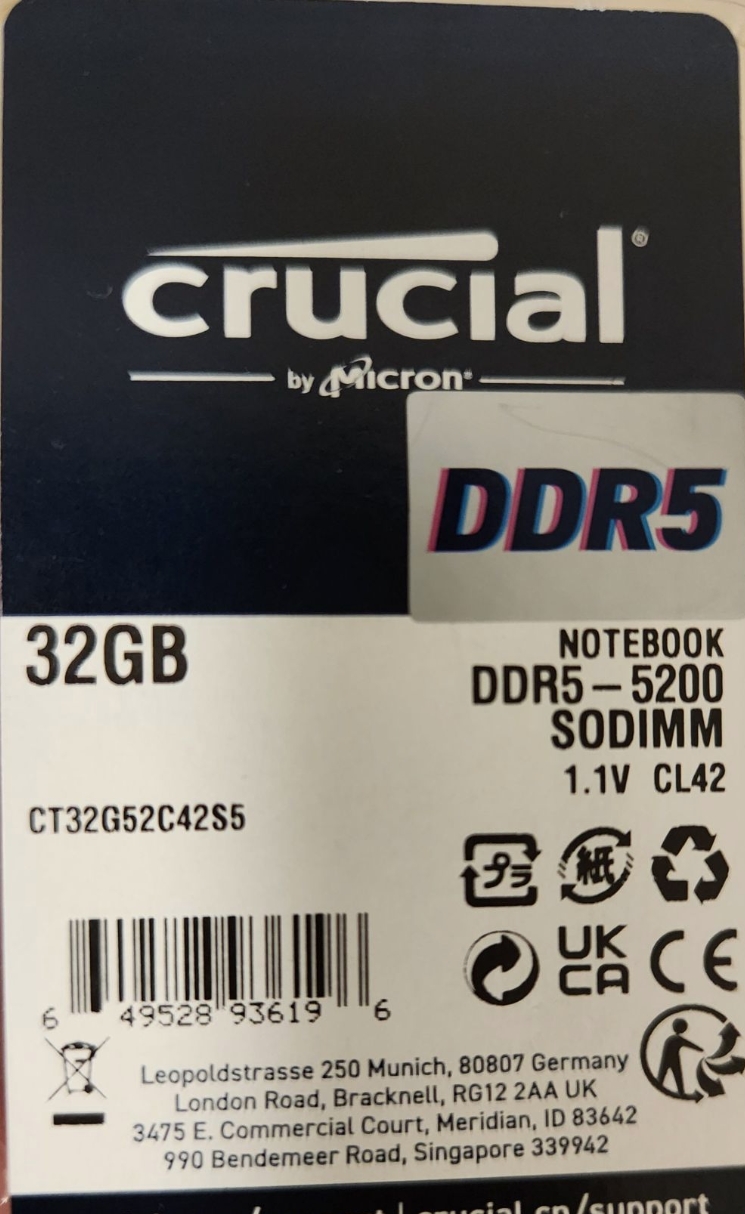 crucial®
by Micron®
DDR5
32GB
NOTEBOOK
DDR5–5200
SODIMM
1.1V CL42
CT32G52C42S5
プラ
紙
UK
CA
CE
6 49528 93619 6
Leopoldstrasse 250 Munich, 80807 Germany
London Road, Bracknell, RG12 2AA UK
3475 E. Commercial Court, Meridian, ID 83642
990 Bendemeer Road, Singapore 339942
crucial.cn/support